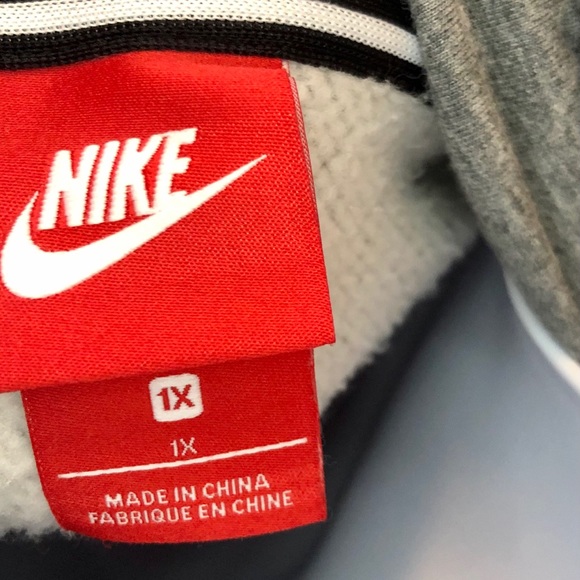 NIKE
1X
1X
MADE IN CHINA
FABRIQUE EN CHINE